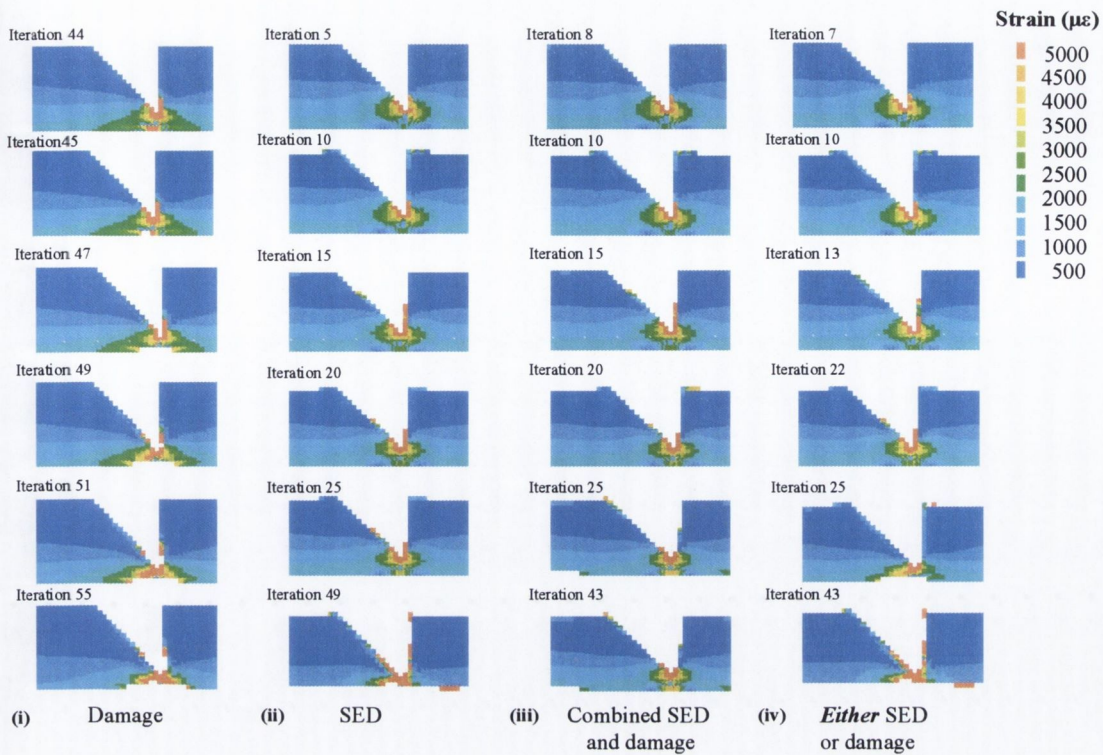 Strain (µε)
5000
4500
4000
3500
3000
2500
2000
1500
1000
500
Iteration 44
Iteration 5
Iteration 8
Iteration 7
Iteration45
Iteration 10
Iteration 10
Iteration 10
Iteration 47
Iteration 15
Iteration 15
Iteration 13
Iteration 49
Iteration 20
Iteration 20
Iteration 22
Iteration 51
Iteration 25
Iteration 25
Iteration 25
Iteration 55
Iteration 49
Iteration 43
Iteration 43
(i) Damage
(ii) SED
(iii) Combined SED
and damage
(iv) Either SED
or damage